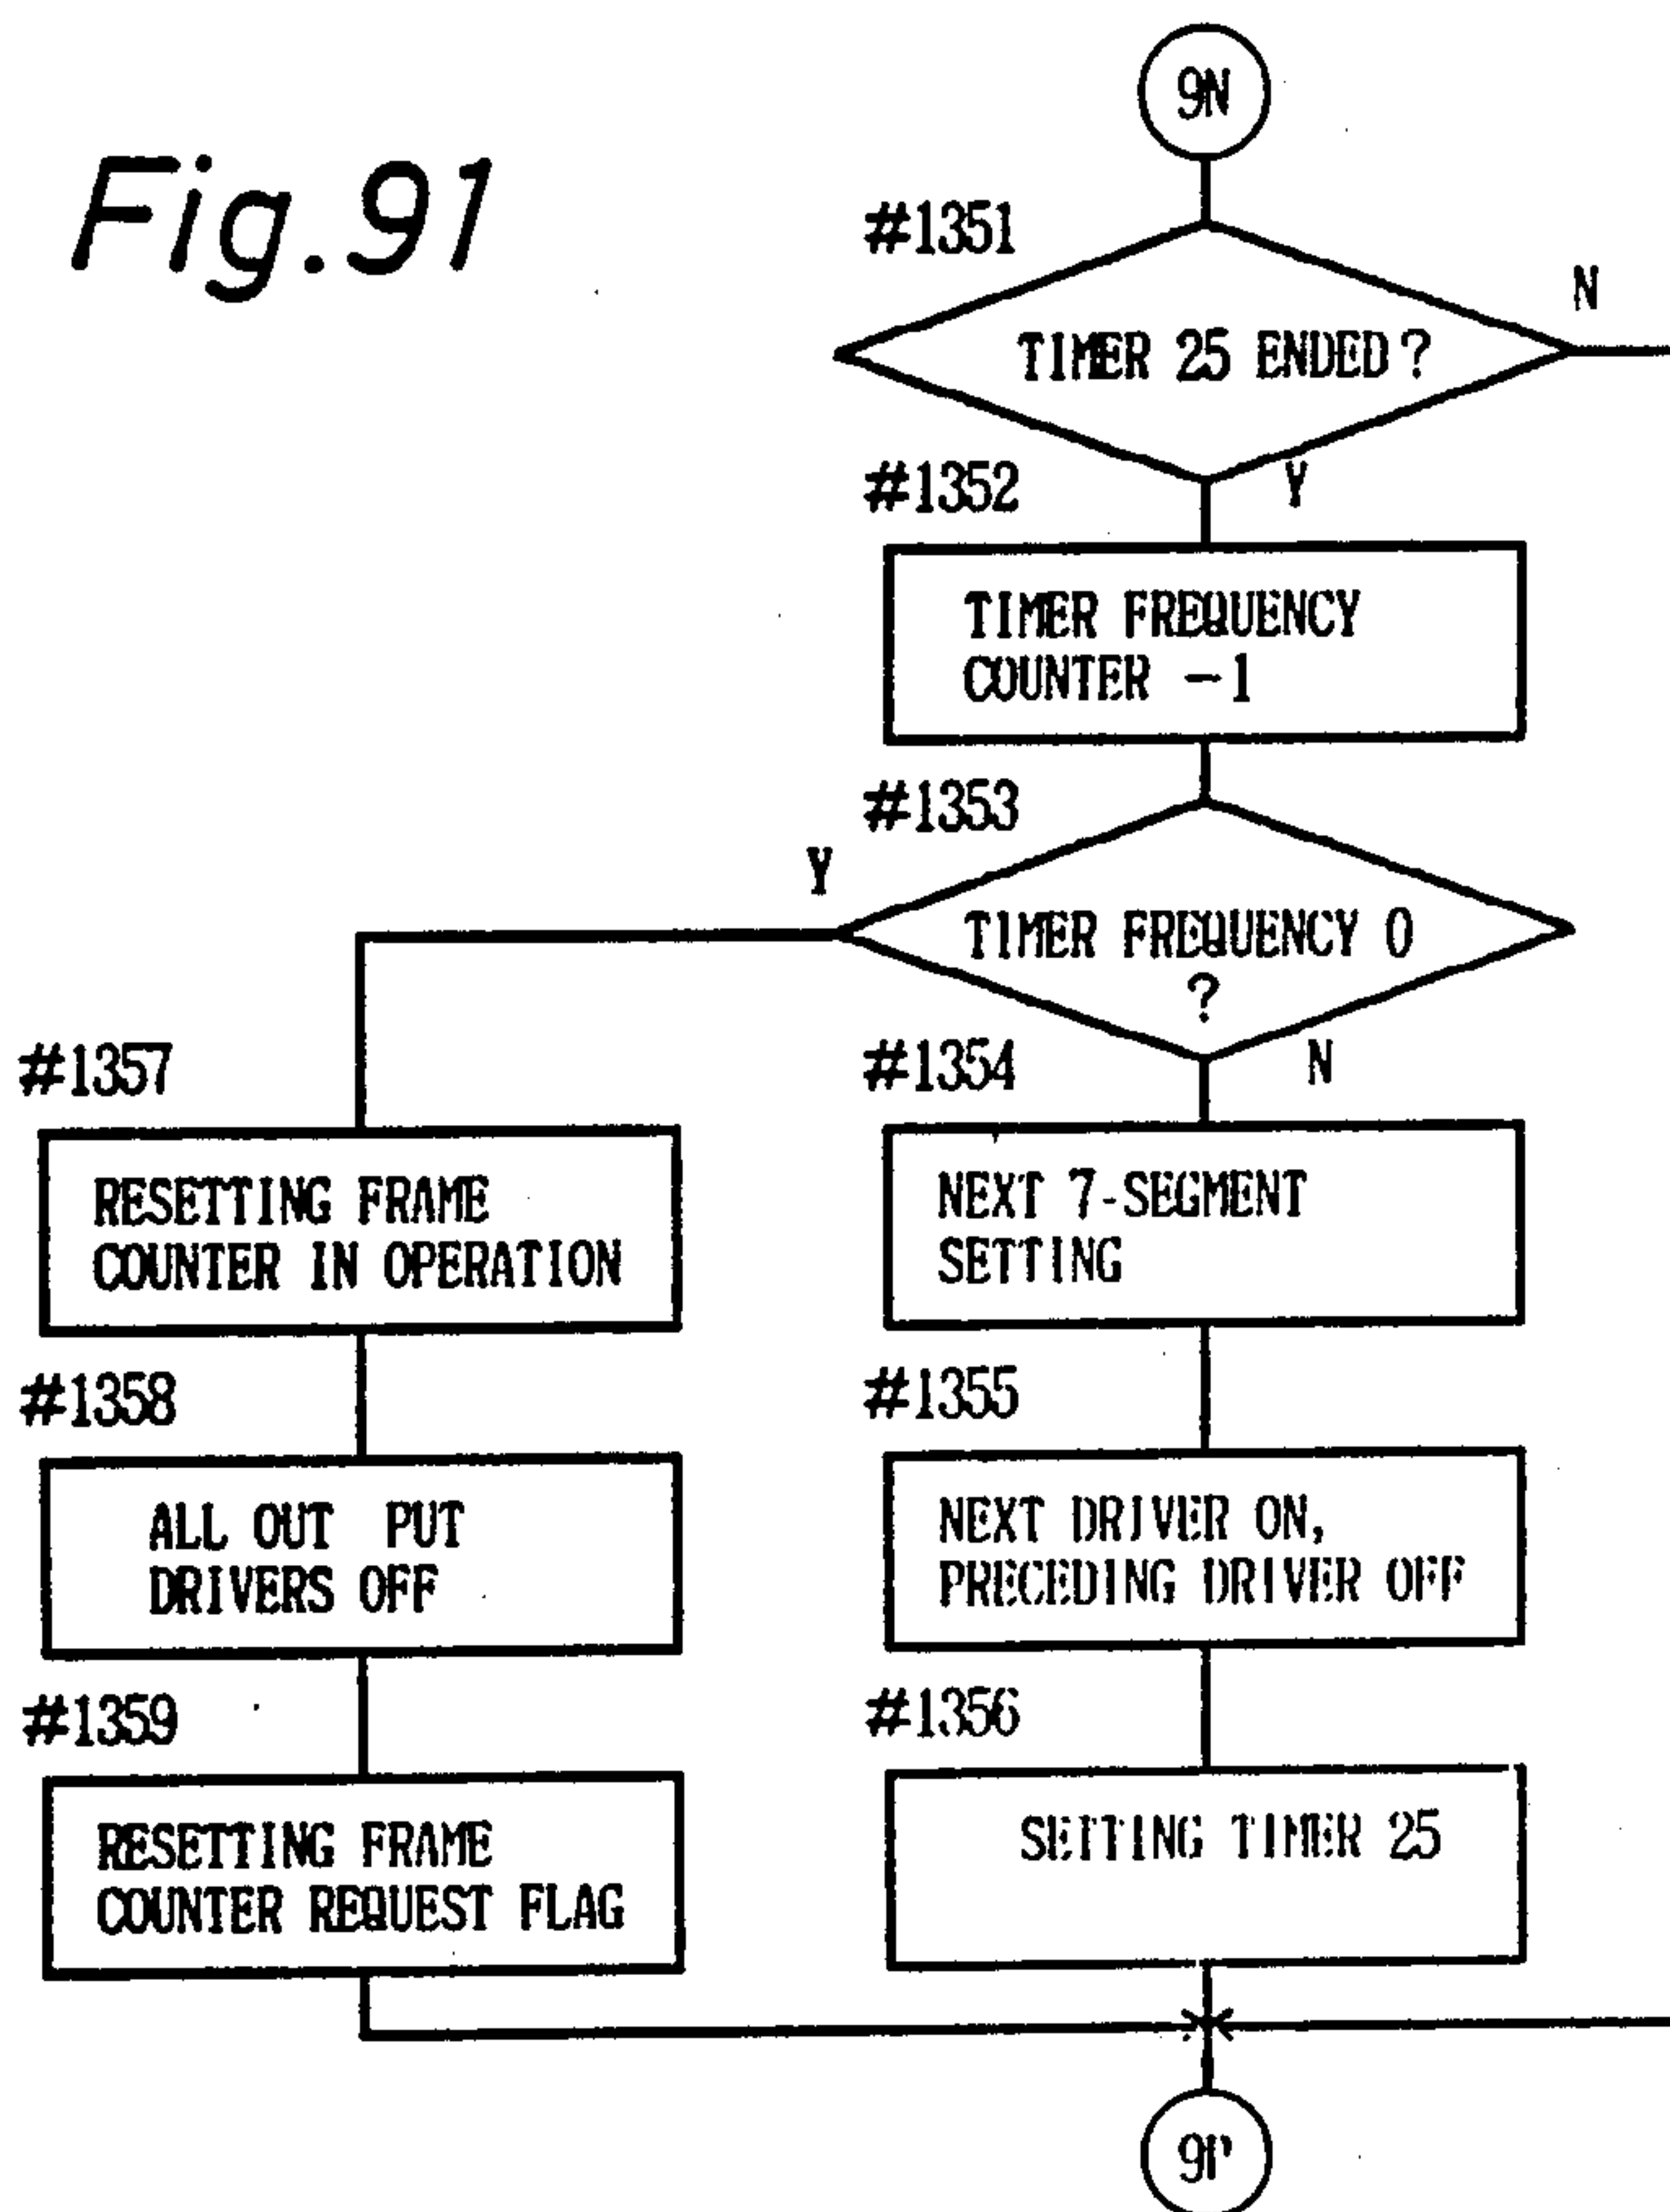 Fig.91
9N
#1351
N
TIMER 25 ENDED?
#1352
Y
TIMER FREQUENCY
COUNTER -1
#1353
Y
TIMER FREQUENCY 0
?
#1357
#1354
N
RESETTING FRAME
COUNTER IN OPERATION
NEXT 7-SEGMENT
SETTING
#1358
#1355
ALL OUT PUT
DRIVERS OFF
NEXT DRIVER ON,
PRECEDING DRIVER OFF
#1359
#1356
RESETTING FRAME
COUNTER REQUEST FLAG
SETTING TIMER 25
9P